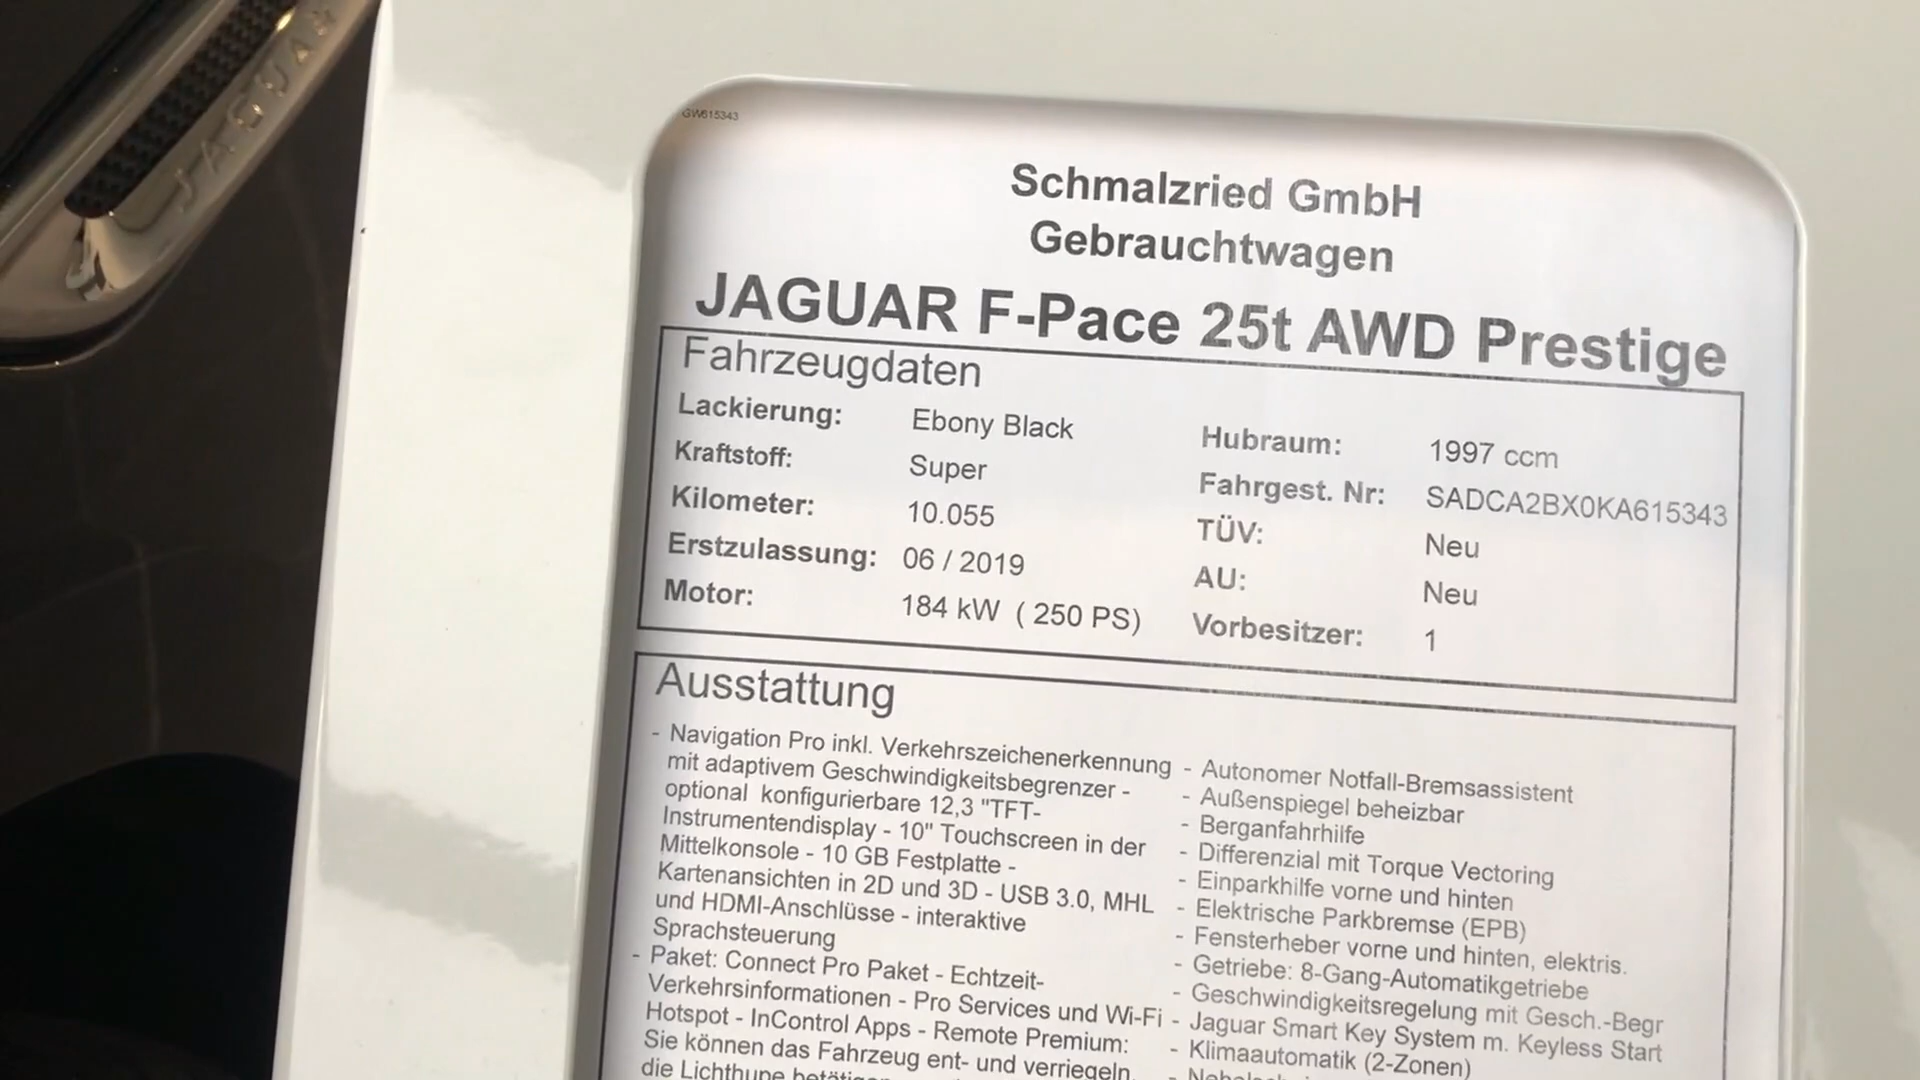 JAGUAR
GW615343
Schmalzried GmbH
Gebrauchtwagen
JAGUAR F-Pace 25t AWD Prestige
Fahrzeugdaten
Lackierung: Ebony Black
Kraftstoff: Super
Kilometer: 10.055
Erstzulassung: 06 / 2019
Motor: 184 kW ( 250 PS)
Hubraum: 1997 ccm
Fahrgest. Nr: SADCA2BX0KA615343
TÜV: Neu
AU: Neu
Vorbesitzer: 1
Ausstattung
- Navigation Pro inkl. Verkehrszeichenerkennung
mit adaptivem Geschwindigkeitsbegrenzer -
optional konfigurierbare 12,3 "TFT-
Instrumentendisplay - 10" Touchscreen in der
Mittelkonsole - 10 GB Festplatte -
Kartenansichten in 2D und 3D - USB 3.0, MHL
und HDMI-Anschlüsse - interaktive
Sprachsteuerung
- Paket: Connect Pro Paket - Echtzeit-
Verkehrsinformationen - Pro Services und Wi-Fi
Hotspot - InControl Apps - Remote Premium:
Sie können das Fahrzeug ent- und verriegeln,
die Lichthupe
- Autonomer Notfall-Bremsassistent
- Außenspiegel beheizbar
- Berganfahrhilfe
- Differenzial mit Torque Vectoring
- Einparkhilfe vorne und hinten
- Elektrische Parkbremse (EPB)
- Fensterheber vorne und hinten, elektris.
- Getriebe: 8-Gang-Automatikgetriebe
- Geschwindigkeitsregelung mit Gesch.-Begr
- Jaguar Smart Key System m. Keyless Start
- Klimaautomatik (2-Zonen)